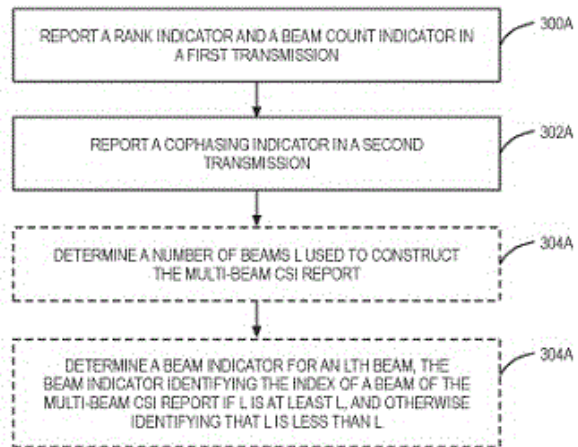 REPORT A RANK INDICATOR AND A BEAM COUNT INDICATOR IN
A FIRST TRANSMISSION
300A
REPORT A COPHASING INDICATOR IN A SECOND
TRANSMISSION
302A
DETERMINE A NUMBER OF BEAMS L USED TO CONSTRUCT
THE MULTI-BEAM CSI REPORT
304A
DETERMINE A BEAM INDICATOR FOR AN LTH BEAM, THE
BEAM INDICATOR IDENTIFYING THE INDEX OF A BEAM OF THE
MULTI-BEAM CSI REPORT IF L IS AT LEAST L, AND OTHERWISE
IDENTIFYING THAT L IS LESS THAN L
304A